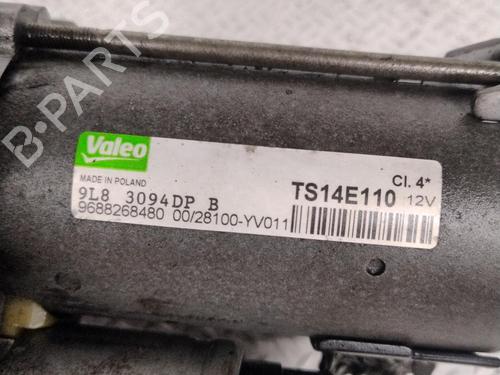 B-PARTS
Valeo
MADE IN POLAND
Cl. 4*
9L8 3094DP B
TS14E110 12V
9688268480 00/28100-YV011